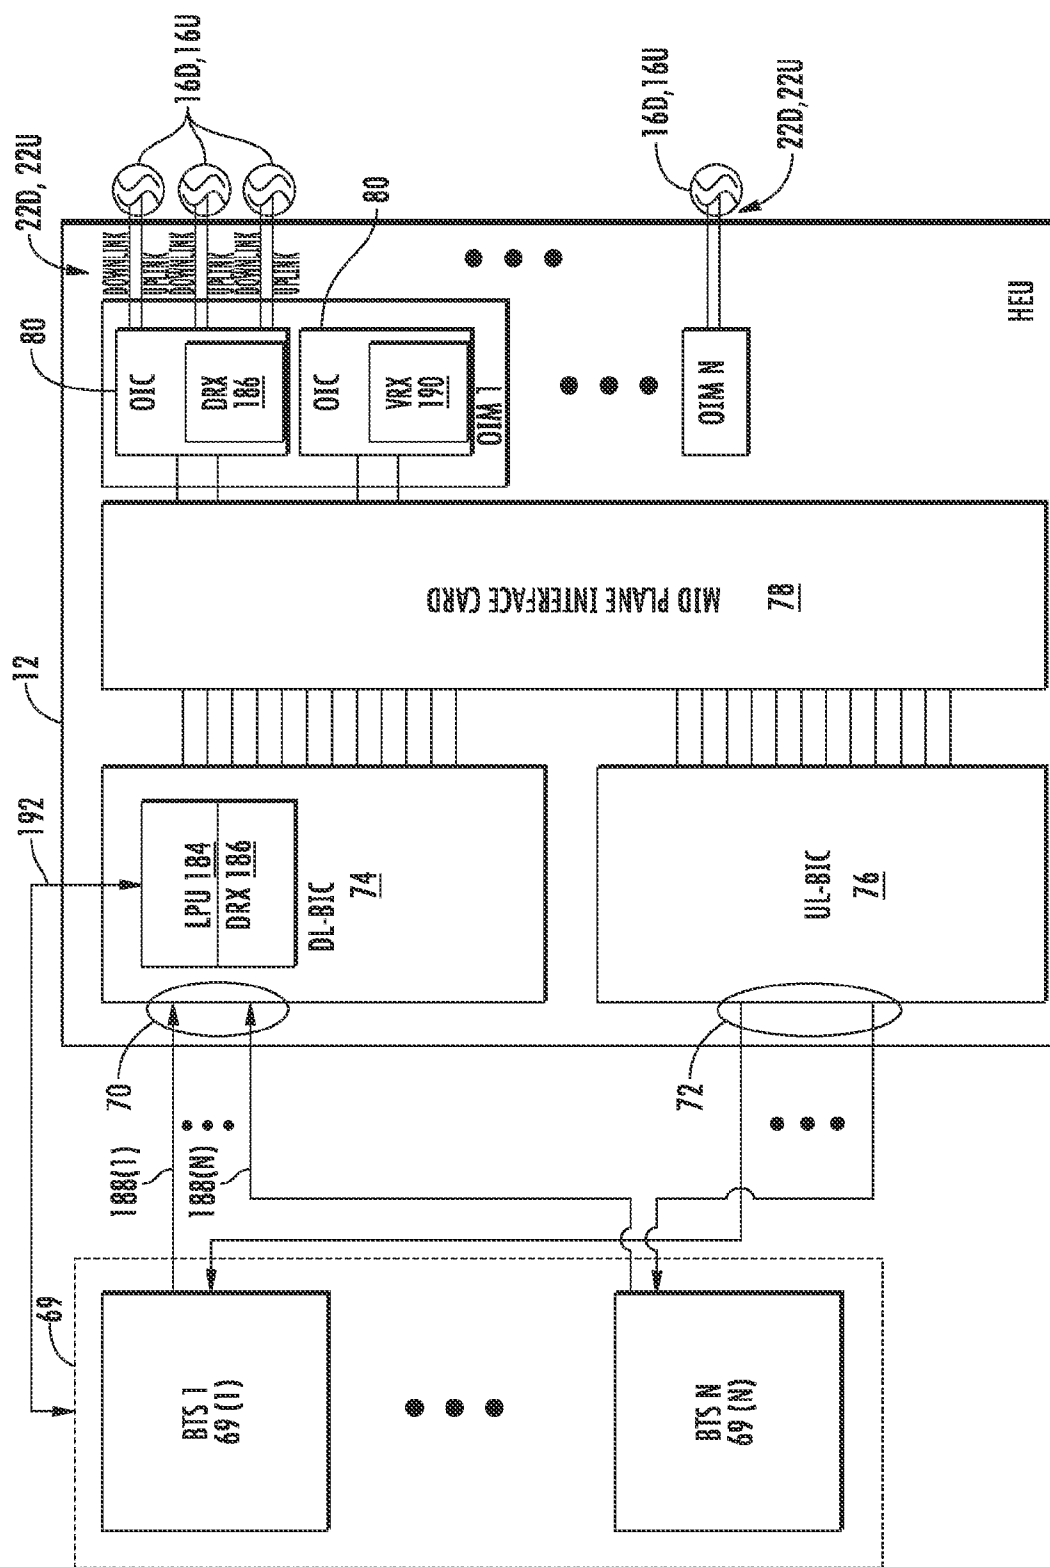 69
BTS 1
69 (1)
BTS N
69 (N)
192
188(1)
188(N)
70
72
12
LPU 184
DRX 186
DL-BIC
74
UL-BIC
76
MID PLANE INTERFACE CARD
78
80
OIC
DRX
186
80
OIC
VRX
190
OIM 1
OIM N
HEU
22D, 22U
DOWNLINK
UPLINK
DOWNLINK
UPLINK
DOWNLINK
UPLINK
16D,16U
16D,16U
22D,22U